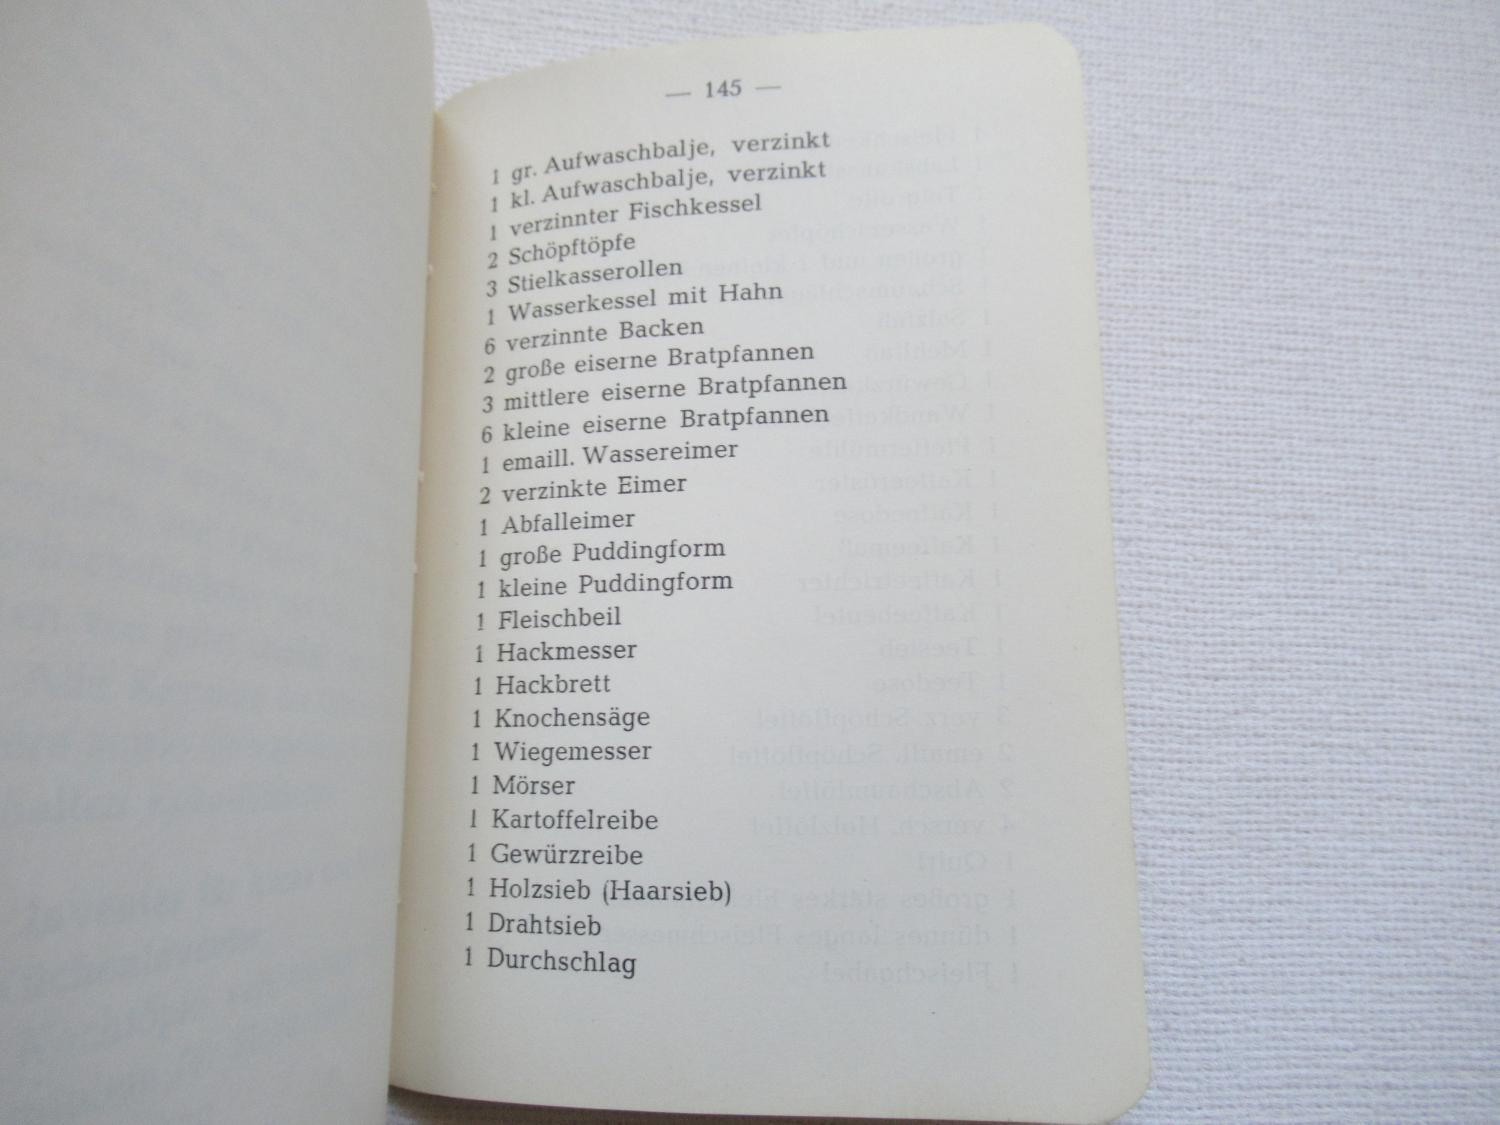 — 145 —
1 gr. Aufwaschbalje, verzinkt
1 kl. Aufwaschbalje, verzinkt
1 verzinnter Fischkessel
2 Schöpftöpfe
3 Stielkasserollen
1 Wasserkessel mit Hahn
6 verzinnte Backen
2 große eiserne Bratpfannen
3 mittlere eiserne Bratpfannen
6 kleine eiserne Bratpfannen
1 emaill. Wassereimer
2 verzinkte Eimer
1 Abfalleimer
1 große Puddingform
1 kleine Puddingform
1 Fleischbeil
1 Hackmesser
1 Hackbrett
1 Knochensäge
1 Wiegemesser
1 Mörser
1 Kartoffelreibe
1 Gewürzreibe
1 Holzsieb (Haarsieb)
1 Drahtsieb
1 Durchschlag